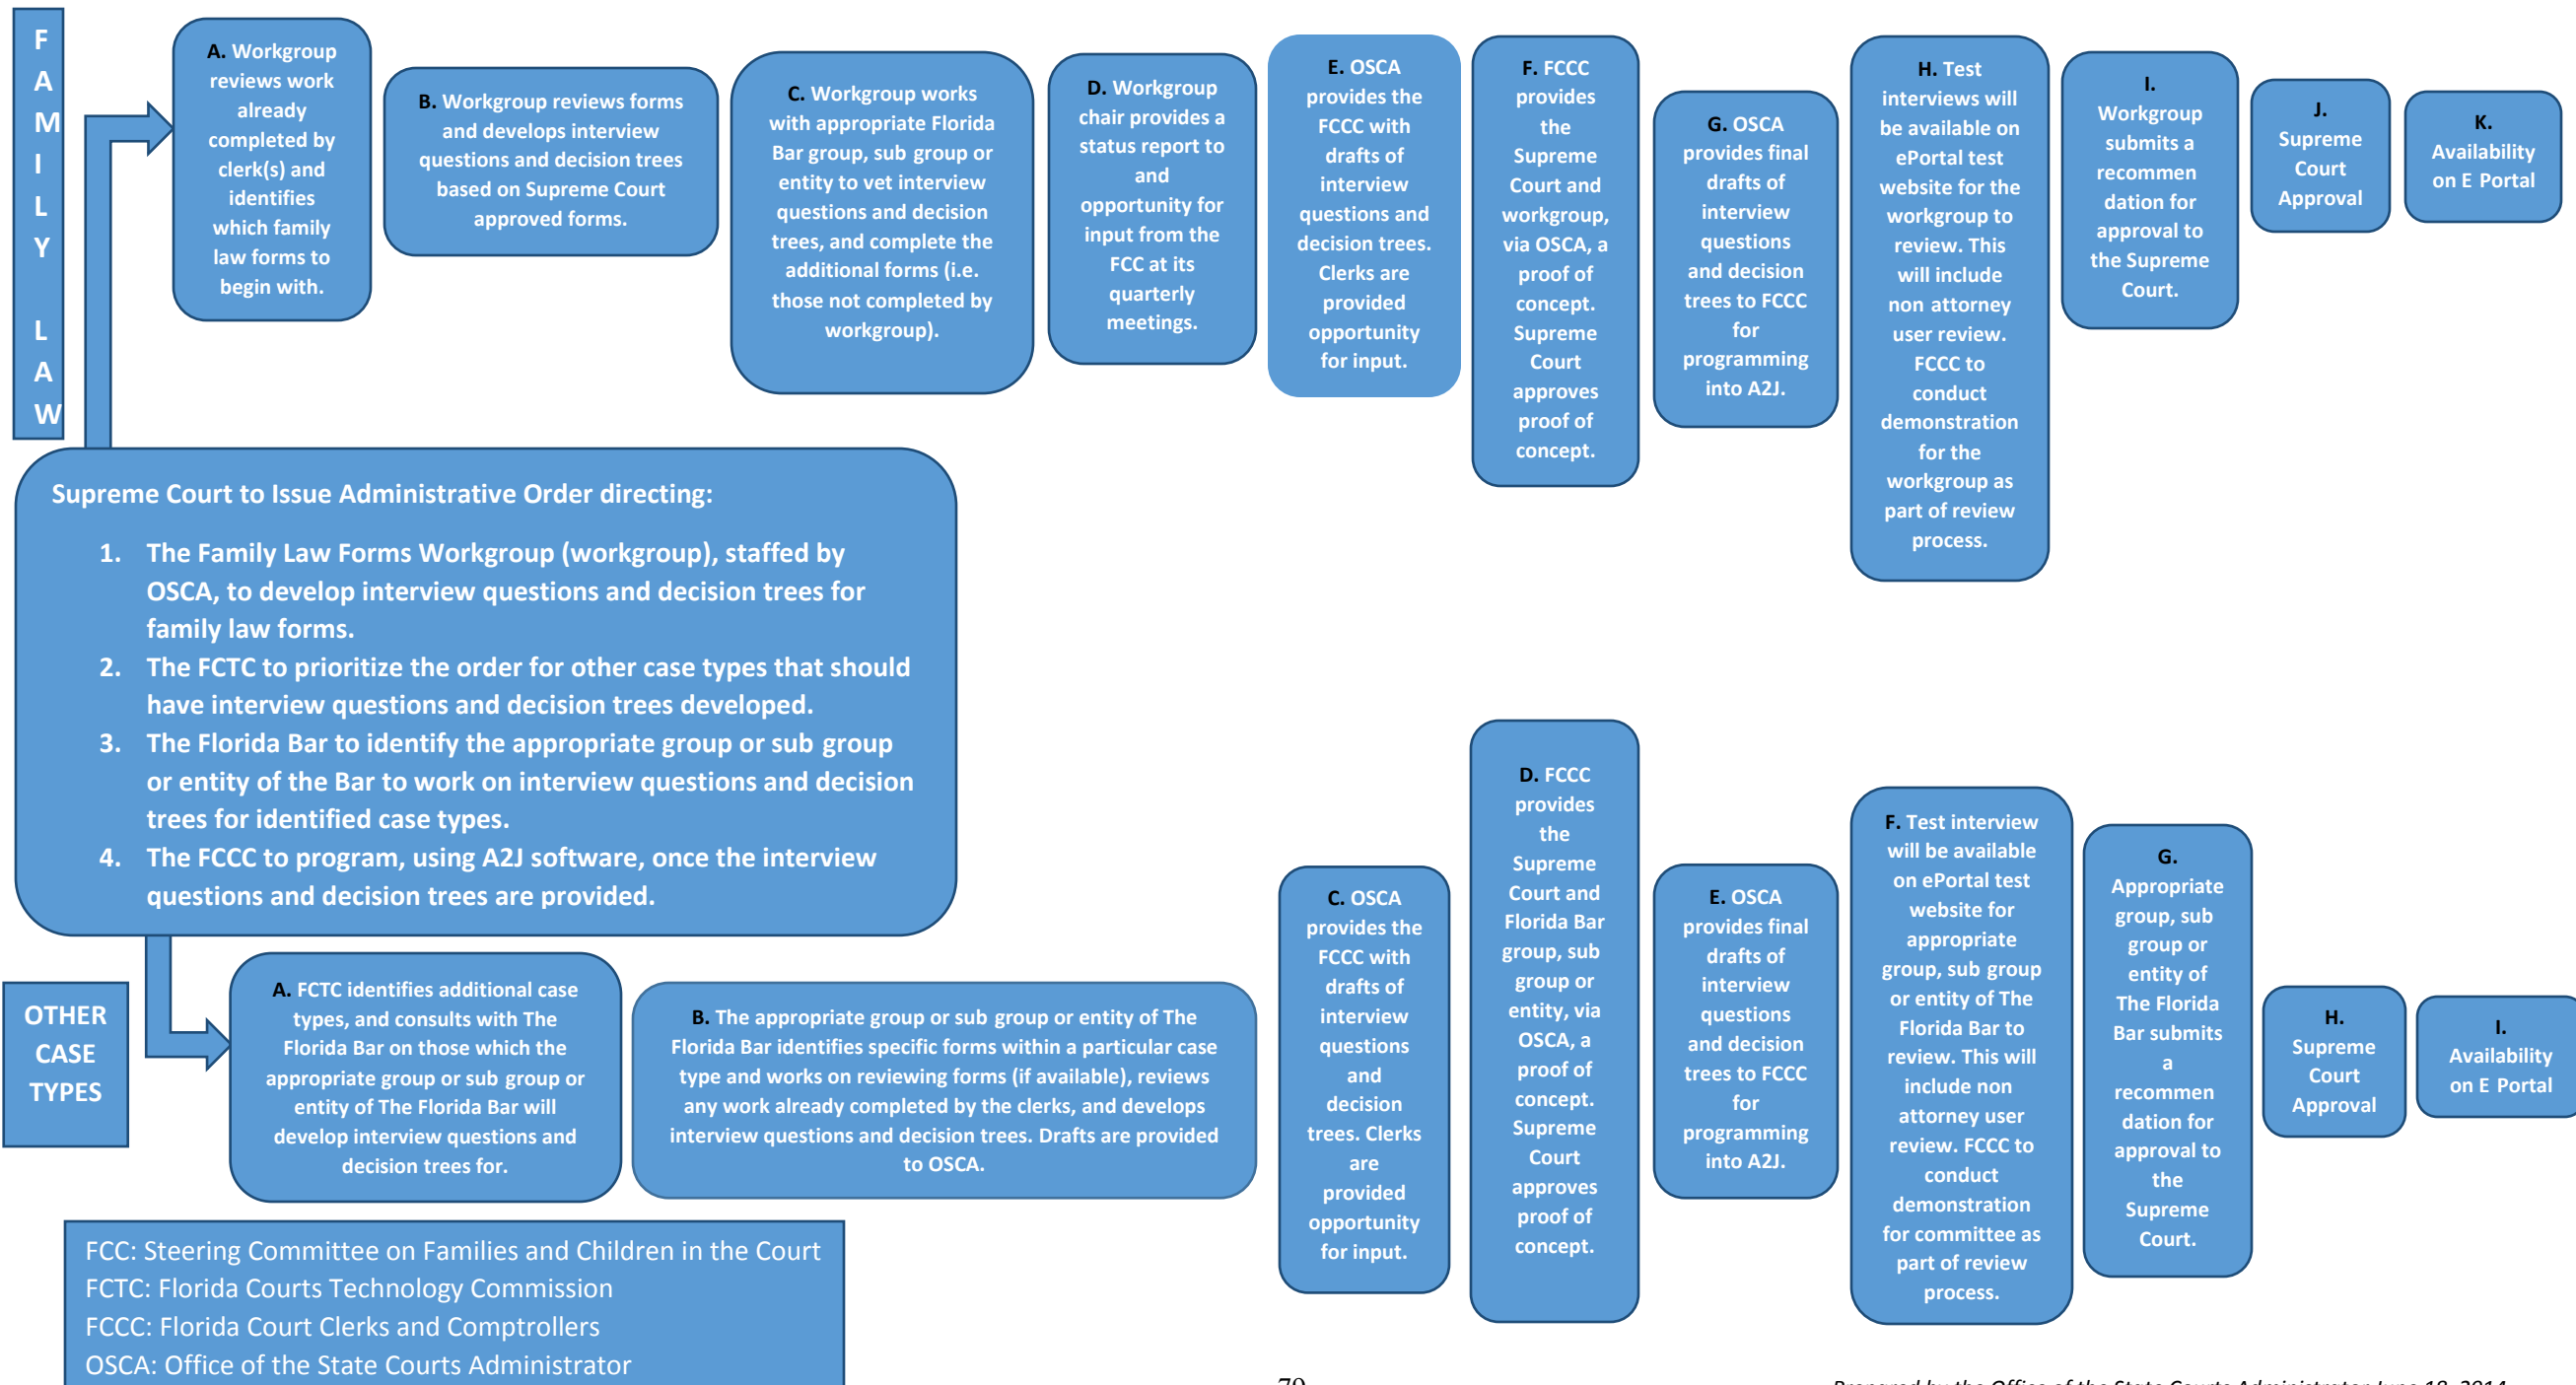 FAMILY LAW
A. Workgroup
reviews work
already
completed by
clerk(s) and
identifies
which family
law forms to
begin with.
B. Workgroup reviews forms
and develops interview
questions and decision trees
based on Supreme Court
approved forms.
C. Workgroup works
with appropriate Florida
Bar group, sub group or
entity to vet interview
questions and decision
trees, and complete the
additional forms (i.e.
those not completed by
workgroup).
D. Workgroup
chair provides a
status report to
and
opportunity for
input from the
FCC at its
quarterly
meetings.
E. OSCA
provides the
FCCC with
drafts of
interview
questions and
decision trees.
Clerks are
provided
opportunity
for input.
F. FCCC
provides
the
Supreme
Court and
workgroup,
via OSCA, a
proof of
concept.
Supreme
Court
approves
proof of
concept.
G. OSCA
provides final
drafts of
interview
questions
and decision
trees to FCCC
for
programming
into A2J.
H. Test
interviews will
be available on
ePortal test
website for the
workgroup to
review. This
will include
non attorney
user review.
FCCC to
conduct
demonstration
for the
workgroup as
part of review
process.
I.
Workgroup
submits a
recommen
dation for
approval to
the Supreme
Court.
J.
Supreme
Court
Approval
K.
Availability
on E Portal
Supreme Court to Issue Administrative Order directing:
1. The Family Law Forms Workgroup (workgroup), staffed by
OSCA, to develop interview questions and decision trees for
family law forms.
2. The FCTC to prioritize the order for other case types that should
have interview questions and decision trees developed.
3. The Florida Bar to identify the appropriate group or sub group
or entity of the Bar to work on interview questions and decision
trees for identified case types.
4. The FCCC to program, using A2J software, once the interview
questions and decision trees are provided.
OTHER
CASE
TYPES
A. FCTC identifies additional case
types, and consults with The
Florida Bar on those which the
appropriate group or sub group or
entity of The Florida Bar will
develop interview questions and
decision trees for.
B. The appropriate group or sub group or entity of The
Florida Bar identifies specific forms within a particular case
type and works on reviewing forms (if available), reviews
any work already completed by the clerks, and develops
interview questions and decision trees. Drafts are provided
to OSCA.
C. OSCA
provides the
FCCC with
drafts of
interview
questions
and
decision
trees. Clerks
are
provided
opportunity
for input.
D. FCCC
provides
the
Supreme
Court and
Florida Bar
group, sub
group or
entity, via
OSCA, a
proof of
concept.
Supreme
Court
approves
proof of
concept.
E. OSCA
provides final
drafts of
interview
questions
and decision
trees to FCCC
for
programming
into A2J.
F. Test interview
will be available
on ePortal test
website for
appropriate
group, sub group
or entity of The
Florida Bar to
review. This will
include non
attorney user
review. FCCC to
conduct
demonstration
for committee as
part of review
process.
G.
Appropriate
group, sub
group or
entity of
The Florida
Bar submits
a
recommen
dation for
approval to
the
Supreme
Court.
H.
Supreme
Court
Approval
I.
Availability
on E Portal
FCC: Steering Committee on Families and Children in the Court
FCTC: Florida Courts Technology Commission
FCCC: Florida Court Clerks and Comptrollers
OSCA: Office of the State Courts Administrator
79
Prepared by the Office of the State Courts Administrator June 18, 2014